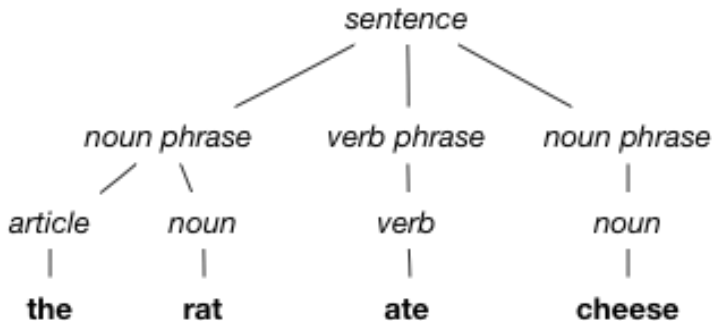 sentence
noun phrase verb phrase noun phrase
article noun verb noun
the rat ate cheese